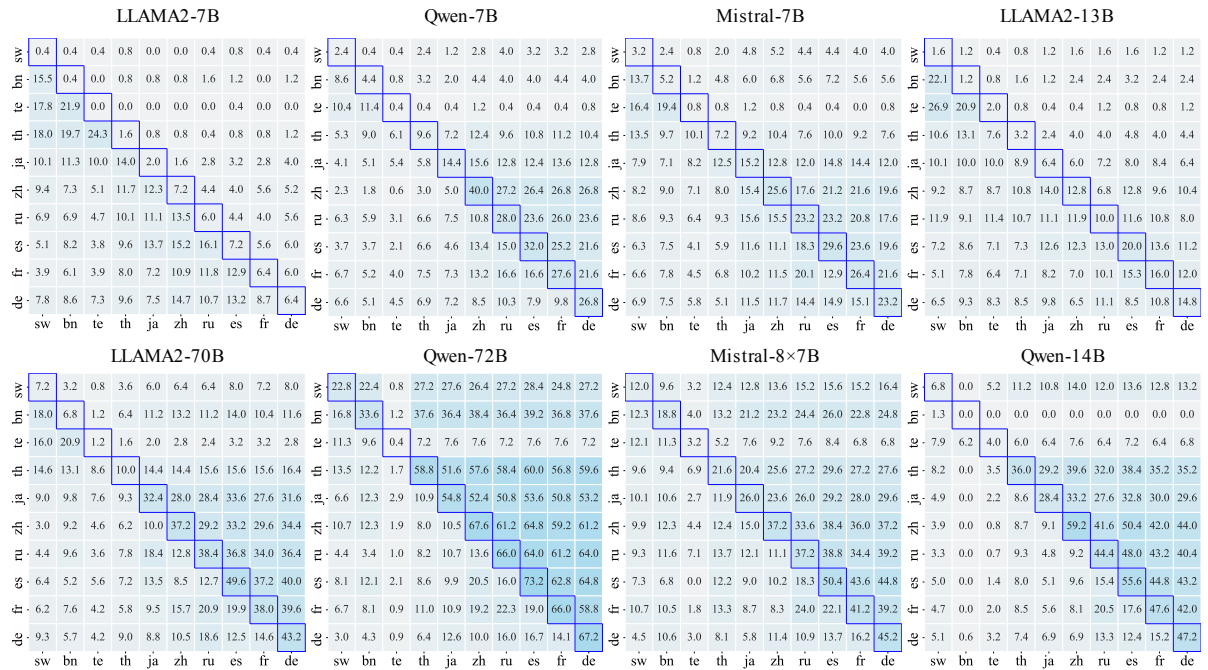 LLAMA2-7B Qwen-7B Mistral-7B LLAMA2-13B
sw 0.4 0.4 0.4 0.8 0.0 0.0 0.4 0.8 0.4 0.4 sw 2.4 0.4 0.4 2.4 1.2 2.8 4.0 3.2 3.2 2.8 sw 3.2 2.4 0.8 2.0 4.8 5.2 4.4 4.4 4.0 4.0 sw 1.6 1.2 0.4 0.8 1.2 1.6 1.6 1.6 1.2 1.2
bn 15.5 0.4 0.0 0.8 0.8 0.8 1.6 1.2 0.0 1.2 bn 8.6 4.4 0.8 3.2 2.0 4.4 4.0 4.0 4.4 4.0 bn 13.7 5.2 1.2 4.8 6.0 6.8 5.6 7.2 5.6 5.6 bn 22.1 1.2 0.8 1.6 1.2 2.4 2.4 3.2 2.4 2.4
te 17.8 21.9 0.0 0.0 0.4 0.4 0.0 0.4 0.0 0.0 te 10.4 11.4 0.4 0.4 0.0 1.2 0.4 0.4 0.4 0.8 te 16.4 19.4 0.8 0.8 1.2 0.8 0.4 0.4 0.4 0.8 te 26.9 20.9 2.0 0.8 0.4 1.2 0.8 0.8 0.8 1.2
th 18.0 19.7 24.3 1.6 0.8 0.8 0.4 0.8 0.8 1.2 th 5.3 9.0 6.1 9.6 7.2 12.4 9.6 10.8 11.2 10.4 th 13.5 9.7 10.1 7.2 9.2 10.4 7.6 10.0 9.2 7.6 th 10.6 13.1 7.6 3.2 2.4 4.0 4.0 4.8 4.0 4.4
ja 10.1 11.3 10.0 14.0 2.0 1.6 2.8 3.2 2.8 4.0 ja 4.1 5.1 5.4 5.8 14.4 15.6 12.8 12.4 13.6 12.8 ja 7.9 7.1 8.2 12.5 15.2 12.8 12.0 14.8 14.4 12.0 ja 10.1 10.0 10.0 8.9 6.4 6.0 7.2 8.0 8.4 6.4
zh 9.4 7.3 5.1 11.7 12.3 7.2 4.4 4.0 5.6 5.2 zh 2.3 1.8 0.6 3.0 5.0 40.0 27.2 26.4 26.8 26.8 zh 8.2 9.0 7.1 8.0 15.4 25.6 17.6 21.2 21.6 19.6 zh 9.2 8.7 8.7 10.8 14.0 12.8 6.8 12.8 9.6 10.4
ru 6.9 6.9 4.7 10.1 11.1 13.5 6.0 4.4 4.0 5.6 ru 6.3 5.9 3.1 6.6 7.5 10.8 28.0 23.6 26.0 23.6 ru 8.6 9.3 6.4 9.3 15.6 15.5 23.2 23.2 20.8 17.6 ru 11.9 9.1 11.4 10.7 11.1 11.9 10.0 11.6 10.8 8.0
es 5.1 8.2 3.8 9.6 13.7 15.2 16.1 7.2 5.6 6.0 es 3.7 3.7 2.1 6.6 4.6 13.4 15.0 32.0 25.2 21.6 es 6.3 7.5 4.1 5.9 11.6 11.1 18.3 29.6 23.6 19.6 es 7.2 8.6 7.1 7.3 12.6 12.3 13.0 20.0 13.6 11.2
fr 3.9 6.1 3.9 8.0 7.2 10.9 11.8 12.9 6.4 6.0 fr 6.7 5.2 4.0 7.5 7.3 13.2 16.6 16.6 27.6 21.6 fr 6.6 7.8 4.5 6.8 10.2 11.5 20.1 12.9 26.4 21.6 fr 5.1 7.8 6.4 7.1 8.2 7.0 10.1 15.3 16.0 12.0
de 7.8 8.6 7.3 9.6 7.5 14.7 10.7 13.2 8.7 6.4 de 6.6 5.1 4.5 6.9 7.2 8.5 10.3 7.9 9.8 26.8 de 6.9 7.5 5.8 5.1 11.5 11.7 14.4 14.9 15.1 23.2 de 6.5 9.3 8.3 8.5 9.8 6.5 11.1 8.5 10.8 14.8
sw bn te th ja zh ru es fr de sw bn te th ja zh ru es fr de sw bn te th ja zh ru es fr de sw bn te th ja zh ru es fr de
LLAMA2-70B Qwen-72B Mistral-8×7B Qwen-14B
sw 7.2 3.2 0.8 3.6 6.0 6.4 6.4 8.0 7.2 8.0 sw 22.8 22.4 0.8 27.2 27.6 26.4 27.2 28.4 24.8 27.2 sw 12.0 9.6 3.2 12.4 12.8 13.6 15.2 15.6 15.2 16.4 sw 6.8 0.0 5.2 11.2 10.8 14.0 12.0 13.6 12.8 13.2
bn 18.0 6.8 1.2 6.4 11.2 13.2 11.2 14.0 10.4 11.6 bn 16.8 33.6 1.2 37.6 36.4 38.4 36.4 39.2 36.8 37.6 bn 12.3 18.8 4.0 13.2 21.2 23.2 24.4 26.0 22.8 24.8 bn 1.3 0.0 0.0 0.0 0.0 0.0 0.0 0.0 0.0 0.0
te 16.0 20.9 1.2 1.6 2.0 2.8 2.4 3.2 3.2 2.8 te 11.3 9.6 0.4 7.2 7.6 7.2 7.6 7.6 7.6 7.2 te 12.1 11.3 3.2 5.2 7.6 9.2 7.6 8.4 6.8 6.8 te 7.9 6.2 4.0 6.0 6.4 7.6 7.2 7.2 6.4 6.8
th 14.6 13.1 8.6 10.0 14.4 14.4 15.6 15.6 15.6 16.4 th 13.5 12.2 1.7 58.8 51.6 57.6 58.4 60.0 56.8 59.6 th 9.6 9.4 6.9 21.6 20.4 25.6 27.2 29.6 27.2 27.6 th 8.2 0.0 3.5 36.0 29.2 39.6 32.0 38.4 35.2 35.2
ja 9.0 9.8 7.6 9.3 32.4 28.0 28.4 33.6 27.6 31.6 ja 6.6 12.3 2.9 10.9 54.8 52.4 50.8 53.6 50.8 53.2 ja 10.1 10.6 2.7 11.9 26.0 23.6 26.0 29.2 28.0 29.6 ja 4.9 0.0 2.2 8.6 28.4 33.2 27.6 32.8 30.0 29.6
zh 3.0 9.2 4.6 6.2 10.0 37.2 29.2 33.2 29.6 34.4 zh 10.7 12.3 1.9 8.0 10.5 67.6 61.2 64.8 59.2 61.2 zh 9.9 12.3 4.4 12.4 15.0 37.2 33.6 38.4 36.0 37.2 zh 3.9 0.0 0.8 8.7 9.1 59.2 41.6 50.4 42.0 44.0
ru 4.4 9.6 3.6 7.8 18.4 12.8 38.4 36.8 34.0 36.4 ru 4.4 3.4 1.0 8.2 10.7 13.6 66.0 64.0 61.2 64.0 ru 9.3 11.6 7.1 13.7 12.1 11.1 37.2 38.8 34.4 39.2 ru 3.3 0.0 0.7 9.3 4.8 9.2 44.4 48.0 43.2 40.4
es 6.4 5.2 5.6 7.2 13.5 8.5 12.7 49.6 37.2 40.0 es 8.1 12.1 2.1 8.6 9.9 20.5 16.0 73.2 62.8 64.8 es 7.3 6.8 0.0 12.2 9.0 10.2 18.3 50.4 43.6 44.8 es 5.0 0.0 1.4 8.0 5.1 9.6 15.4 55.6 44.8 43.2
fr 6.2 7.6 4.2 5.8 9.5 15.7 20.9 19.9 38.0 39.6 fr 6.7 8.1 0.9 11.0 10.9 19.2 22.3 19.0 66.0 58.8 fr 10.7 10.5 1.8 13.3 8.7 8.3 24.0 22.1 41.2 39.2 fr 4.7 0.0 2.0 8.5 5.6 8.1 20.5 17.6 47.6 42.0
de 9.3 5.7 4.2 9.0 8.8 10.5 18.6 12.5 14.6 43.2 de 3.0 4.3 0.9 6.4 12.0 10.0 16.0 16.7 14.1 67.2 de 4.5 10.6 3.0 8.1 5.8 11.4 10.9 13.7 16.2 45.2 de 5.1 0.6 3.2 7.4 6.9 9.9 13.3 12.4 15.2 47.2
sw bn te th ja zh ru es fr de sw bn te th ja zh ru es fr de sw bn te th ja zh ru es fr de sw bn te th ja zh ru es fr de